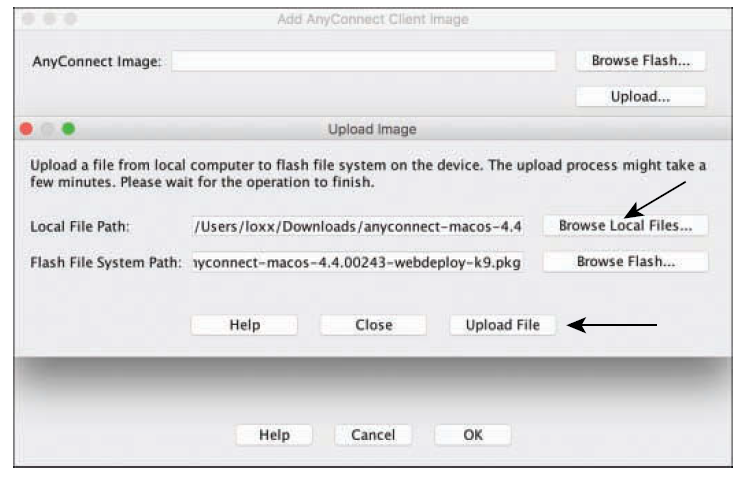 Add AnyConnect Client Image
AnyConnect Image:
Browse Flash...
Upload...
Upload Image
Upload a file from local computer to flash file system on the device. The upload process might take a
few minutes. Please wait for the operation to finish.
Local File Path: /Users/loxx/Downloads/anyconnect-macos-4.4 Browse Local Files...
Flash File System Path: nyconnect-macos-4.4.00243-webdeploy-k9.pkg Browse Flash...
Help Close Upload File
Help Cancel OK